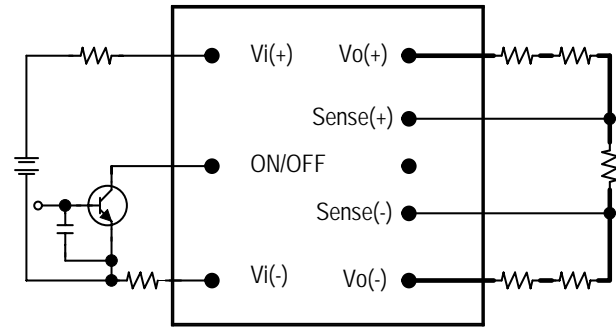 Vi(+) Vo(+)
Sense(+)
ON/OFF
Sense(-)
Vi(-) Vo(-)